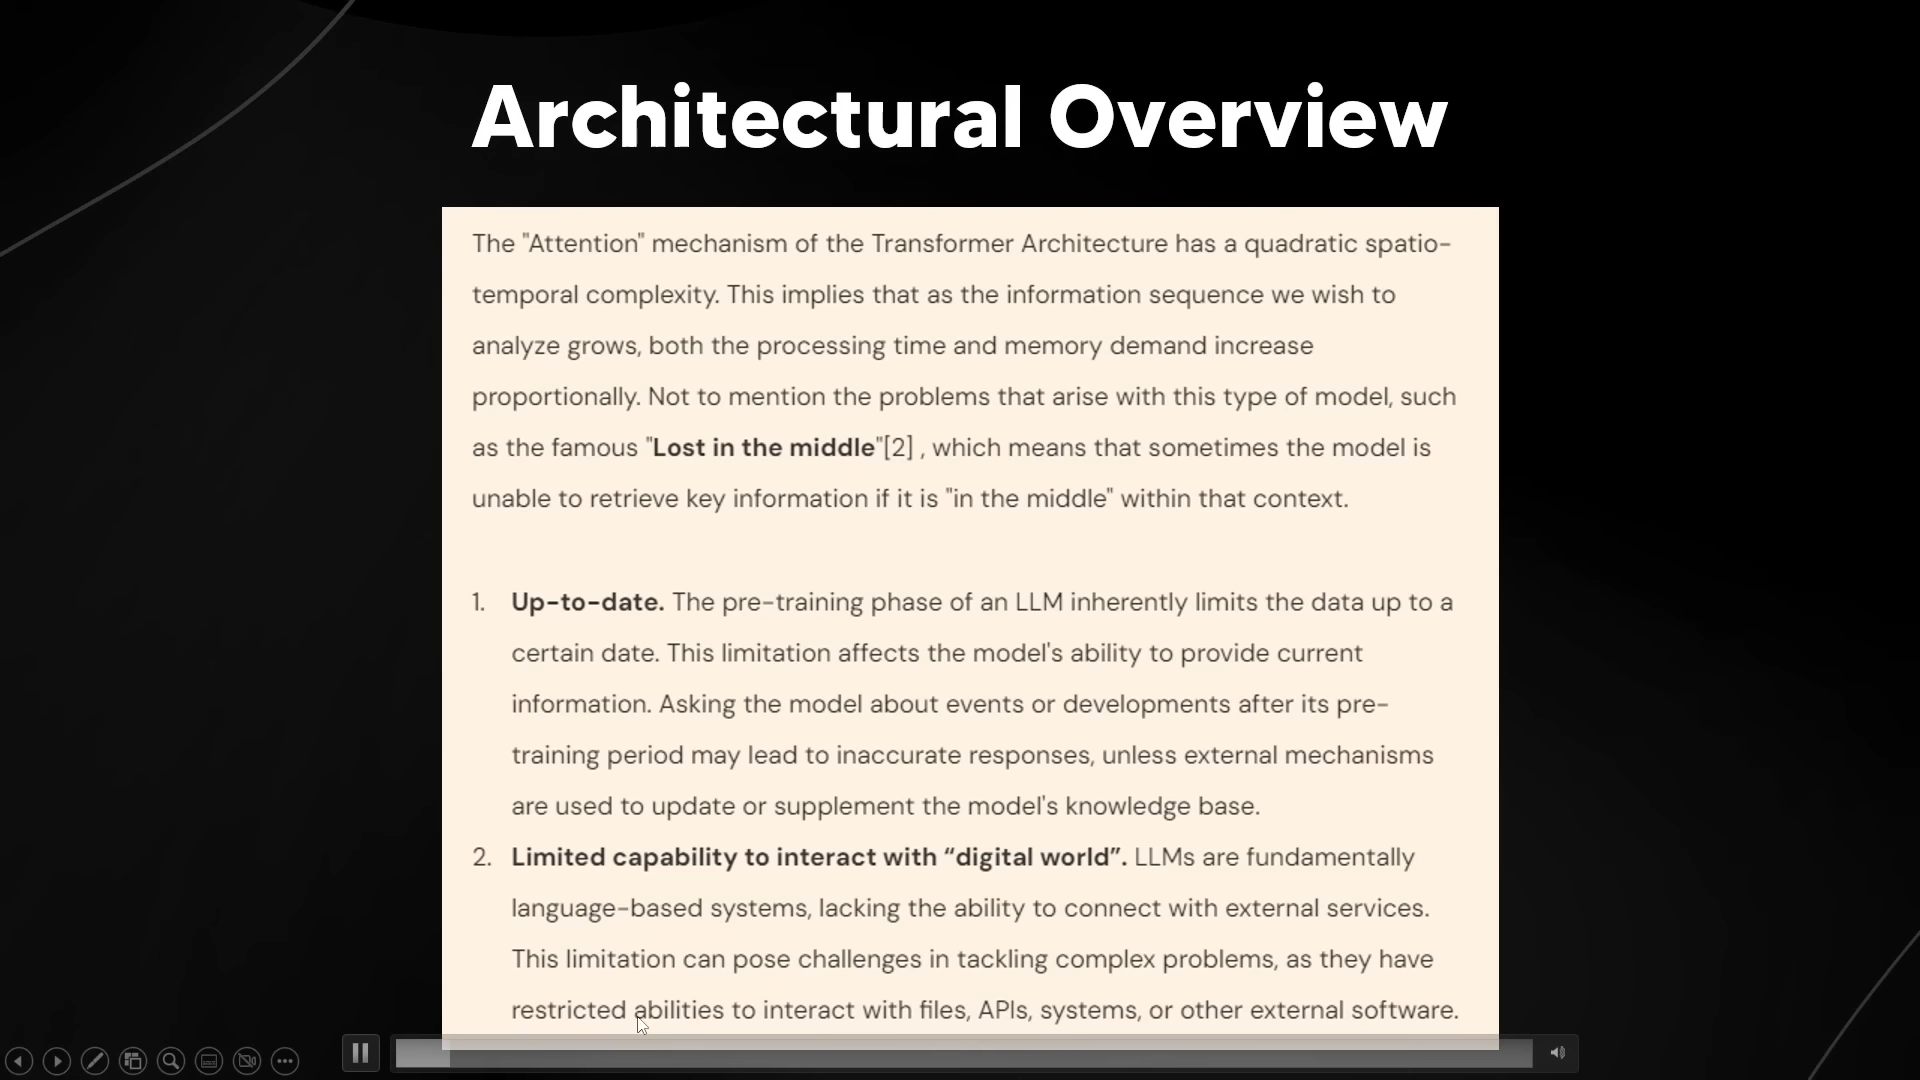 Architectural Overview
The "Attention" mechanism of the Transformer Architecture has a quadratic spatio-
temporal complexity. This implies that as the information sequence we wish to
analyze grows, both the processing time and memory demand increase
proportionally. Not to mention the problems that arise with this type of model, such
as the famous "Lost in the middle"[2] , which means that sometimes the model is
unable to retrieve key information if it is "in the middle" within that context.
1. Up-to-date. The pre-training phase of an LLM inherently limits the data up to a
certain date. This limitation affects the model's ability to provide current
information. Asking the model about events or developments after its pre-
training period may lead to inaccurate responses, unless external mechanisms
are used to update or supplement the model's knowledge base.
2. Limited capability to interact with “digital world”. LLMs are fundamentally
language-based systems, lacking the ability to connect with external services.
This limitation can pose challenges in tackling complex problems, as they have
restricted abilities to interact with files, APIs, systems, or other external software.